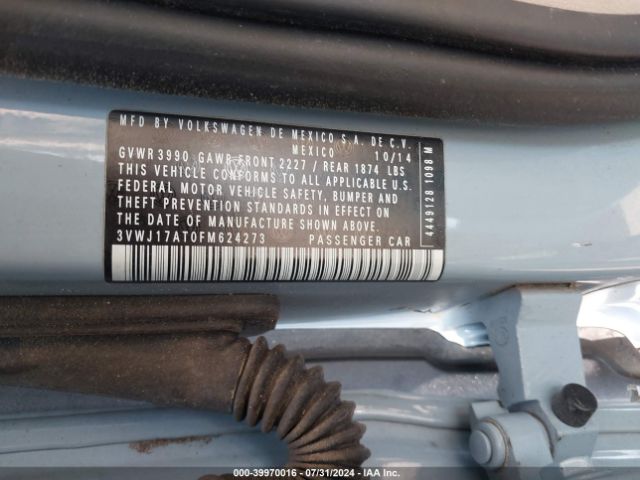 MFD BY VOLKSWAGEN DE MEXICO S.A. DE C.V.
MEXICO 10/14
GVWR 3990 GAWR FRONT 2227 / REAR 1874 LBS
THIS VEHICLE CONFORMS TO ALL APPLICABLE U.S.
FEDERAL MOTOR VEHICLE SAFETY, BUMPER AND
THEFT PREVENTION STANDARDS IN EFFECT ON
THE DATE OF MANUFACTURE SHOWN ABOVE.
3VWJ17AT0FM624273 PASSENGER CAR
4449128 1098 M
000-39970016 - 07/31/2024 - IAA Inc.